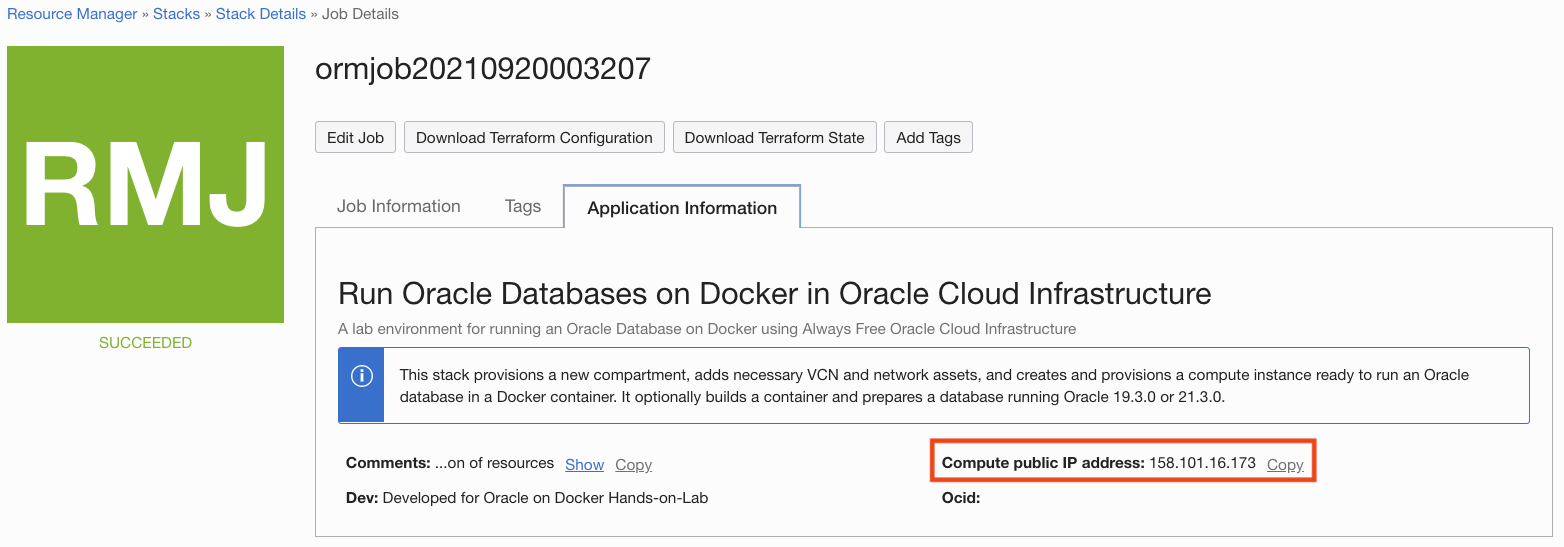 Resource Manager » Stacks » Stack Details » Job Details
RMJ
SUCCEEDED
ormjob20210920003207
Edit Job Download Terraform Configuration Download Terraform State Add Tags
Job Information Tags Application Information
Run Oracle Databases on Docker in Oracle Cloud Infrastructure
A lab environment for running an Oracle Database on Docker using Always Free Oracle Cloud Infrastructure
This stack provisions a new compartment, adds necessary VCN and network assets, and creates and provisions a compute instance ready to run an Oracle
database in a Docker container. It optionally builds a container and prepares a database running Oracle 19.3.0 or 21.3.0.
Comments: ...on of resources Show Copy
Compute public IP address: 158.101.16.173 Copy
Dev: Developed for Oracle on Docker Hands-on-Lab
Ocid: